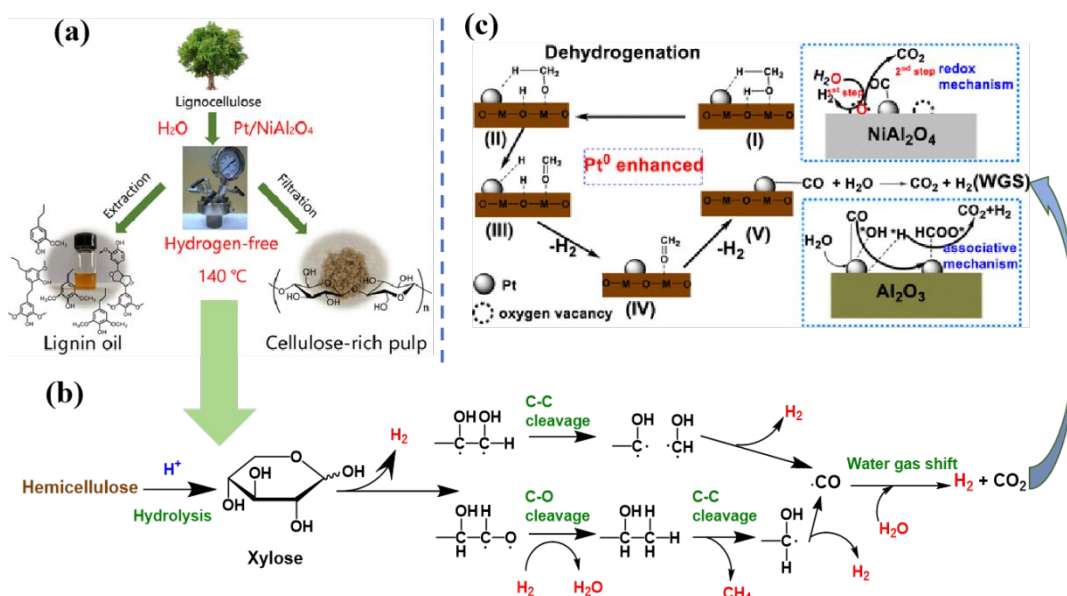 (a)
Lignocellulose
H₂O
Pt/NiAl₂O₄
Extraction
Filtration
Hydrogen-free
140 ℃
Lignin oil
Cellulose-rich pulp
(c)
Dehydrogenation
(I)
(II)
(III)
(IV)
(V)
Pt⁰ enhanced
-H₂
-H₂
Pt
oxygen vacancy
CO + H₂O → CO₂ + H₂(WGS)
CO₂
2nd step
redox
mechanism
H₂O
OC
1st step
H₂
O
NiAl₂O₄
CO₂+H₂
CO
*OH
*H
HCOO*
H₂O
associative
mechanism
Al₂O₃
(b)
Hemicellulose
H⁺
Hydrolysis
Xylose
H₂
C-C
cleavage
H₂
C-O
cleavage
C-C
cleavage
H₂
H₂O
CH₄
H₂
·CO
Water gas shift
H₂O
H₂ + CO₂